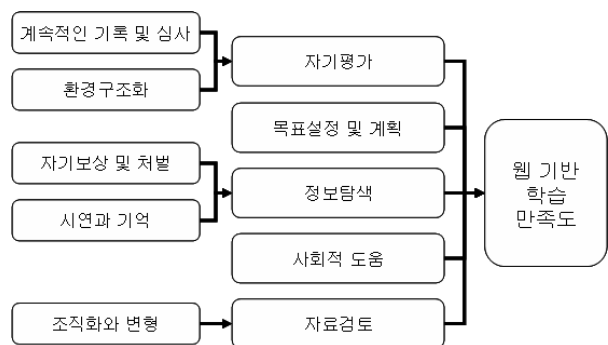 계속적인 기록 및 심사
환경구조화
자기보상 및 처벌
시연과 기억
조직화와 변형
자기평가
목표설정 및 계획
정보탐색
사회적 도움
자료검토
웹 기반
학습
만족도